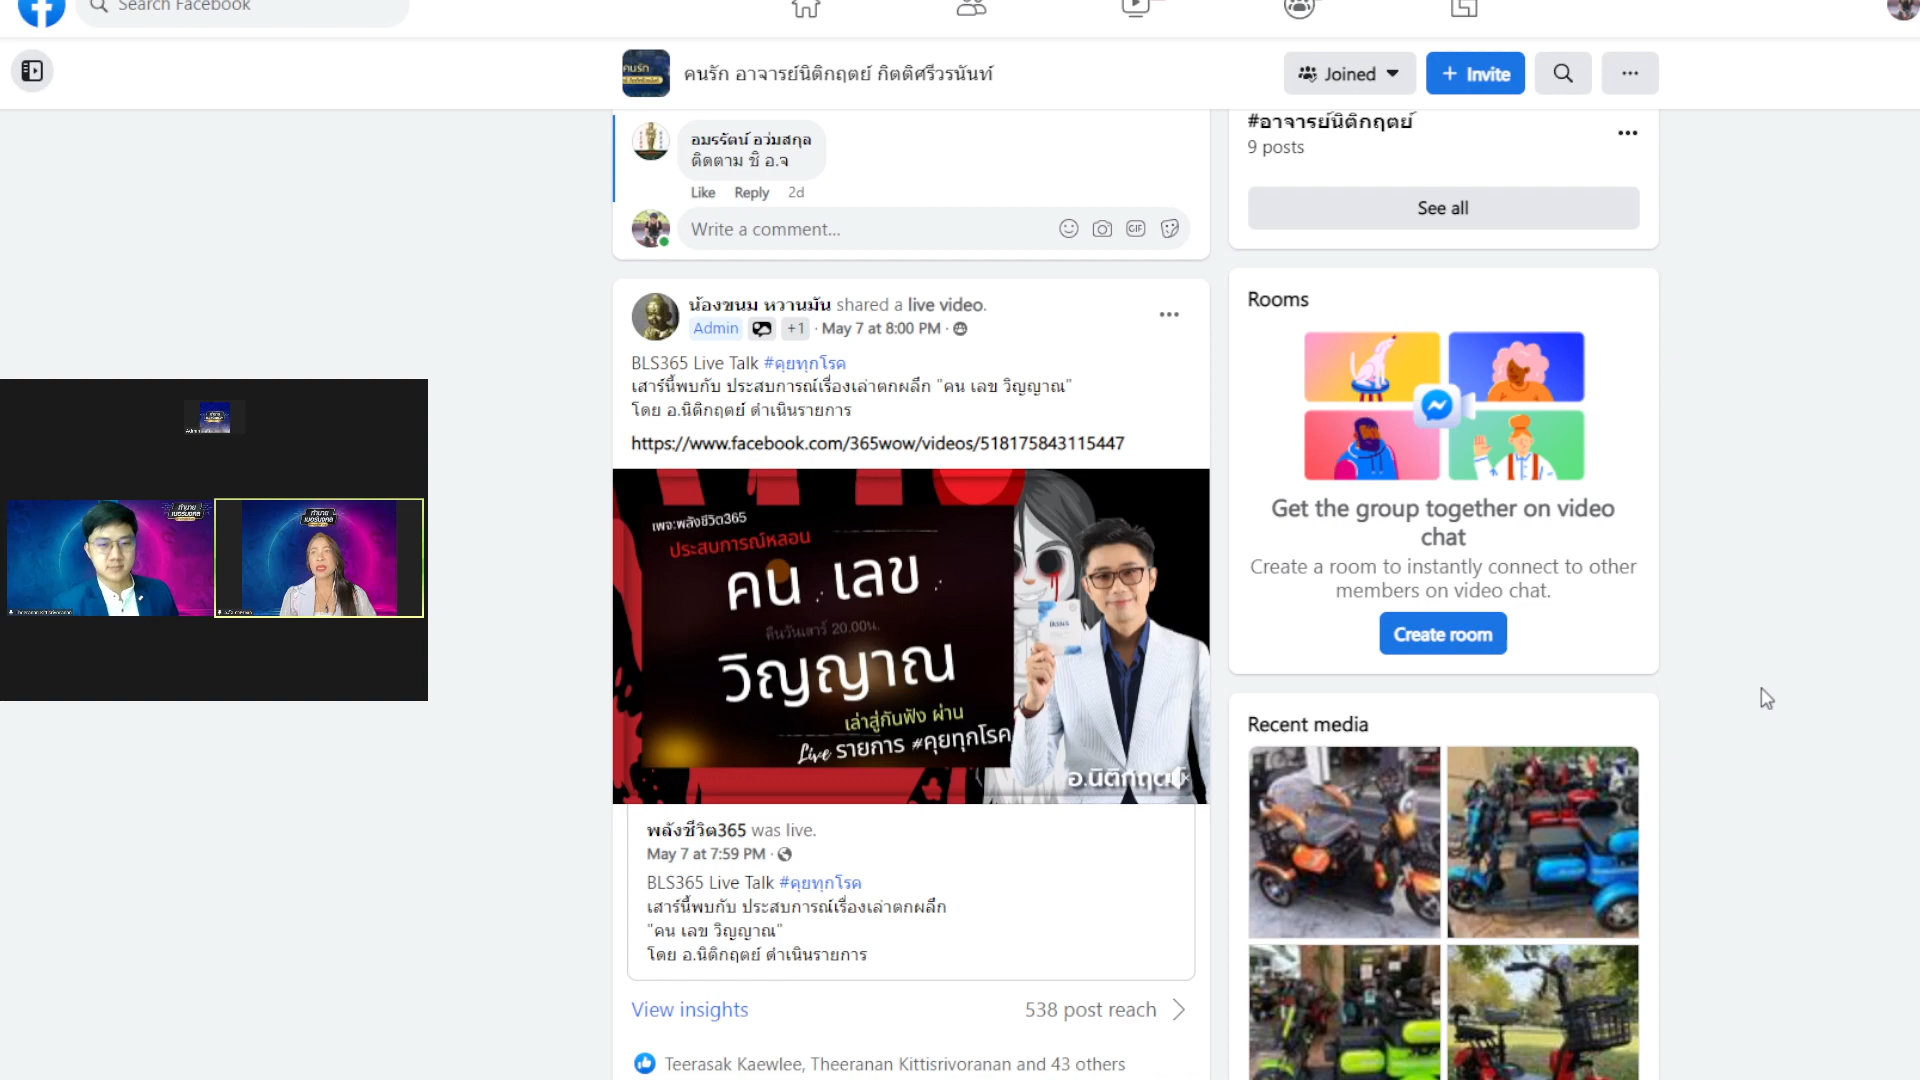 Search Facebook
คนรัก อาจารย์นิติกฤตย์ กิตติศรีวรนันท์
Joined
+ Invite
อมรรัตน์ อ่วมสกุล
ติดตาม ชิ อ.จ
Like Reply 2d
Write a comment...
GIF
#อาจารย์นิติกฤตย์
9 posts
See all
น้องขนม หวานมัน shared a live video.
Admin +1 · May 7 at 8:00 PM ·
BLS365 Live Talk #คุยทุกโรค
เสาร์นี้พบกับ ประสบการณ์เรื่องเล่าตกผลึก "คน เลข วิญญาณ"
โดย อ.นิติกฤตย์ ดำเนินรายการ
https://www.facebook.com/365wow/videos/518175843115447
เพจ:พลังชีวิต365
ประสบการณ์หลอน
คน เลข
คืนวันเสาร์ 20.00น.
วิญญาณ
เล่าสู่กันฟัง ผ่าน
Live รายการ #คุยทุกโรค
อ.นิติกฤตย์
พลังชีวิต365 was live.
May 7 at 7:59 PM ·
BLS365 Live Talk #คุยทุกโรค
เสาร์นี้พบกับ ประสบการณ์เรื่องเล่าตกผลึก
"คน เลข วิญญาณ"
โดย อ.นิติกฤตย์ ดำเนินรายการ
View insights
538 post reach
Teerasak Kaewlee, Theeranan Kittisrivoranan and 43 others
Rooms
Get the group together on video
chat
Create a room to instantly connect to other
members on video chat.
Create room
Recent media
Theeranan Kittisrivoranan